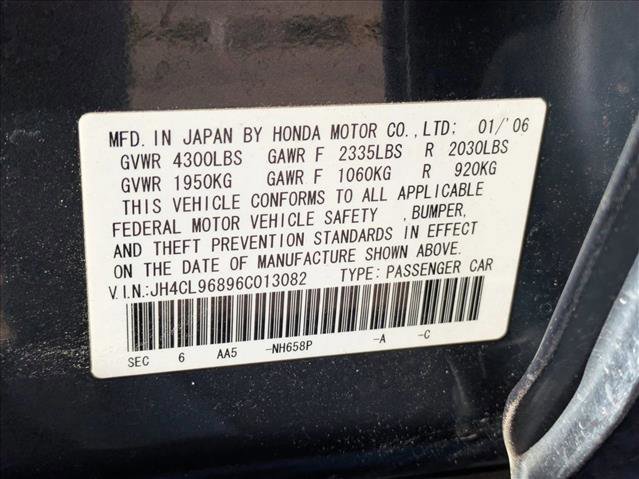 MFD. IN JAPAN BY HONDA MOTOR CO., LTD; 01/'06
GVWR 4300LBS GAWR F 2335LBS R 2030LBS
GVWR 1950KG GAWR F 1060KG R 920KG
THIS VEHICLE CONFORMS TO ALL APPLICABLE
FEDERAL MOTOR VEHICLE SAFETY , BUMPER,
AND THEFT PREVENTION STANDARDS IN EFFECT
ON THE DATE OF MANUFACTURE SHOWN ABOVE.
V.I.N.:JH4CL96896C013082 TYPE: PASSENGER CAR
SEC 6 AA5 -NH658P -A -C